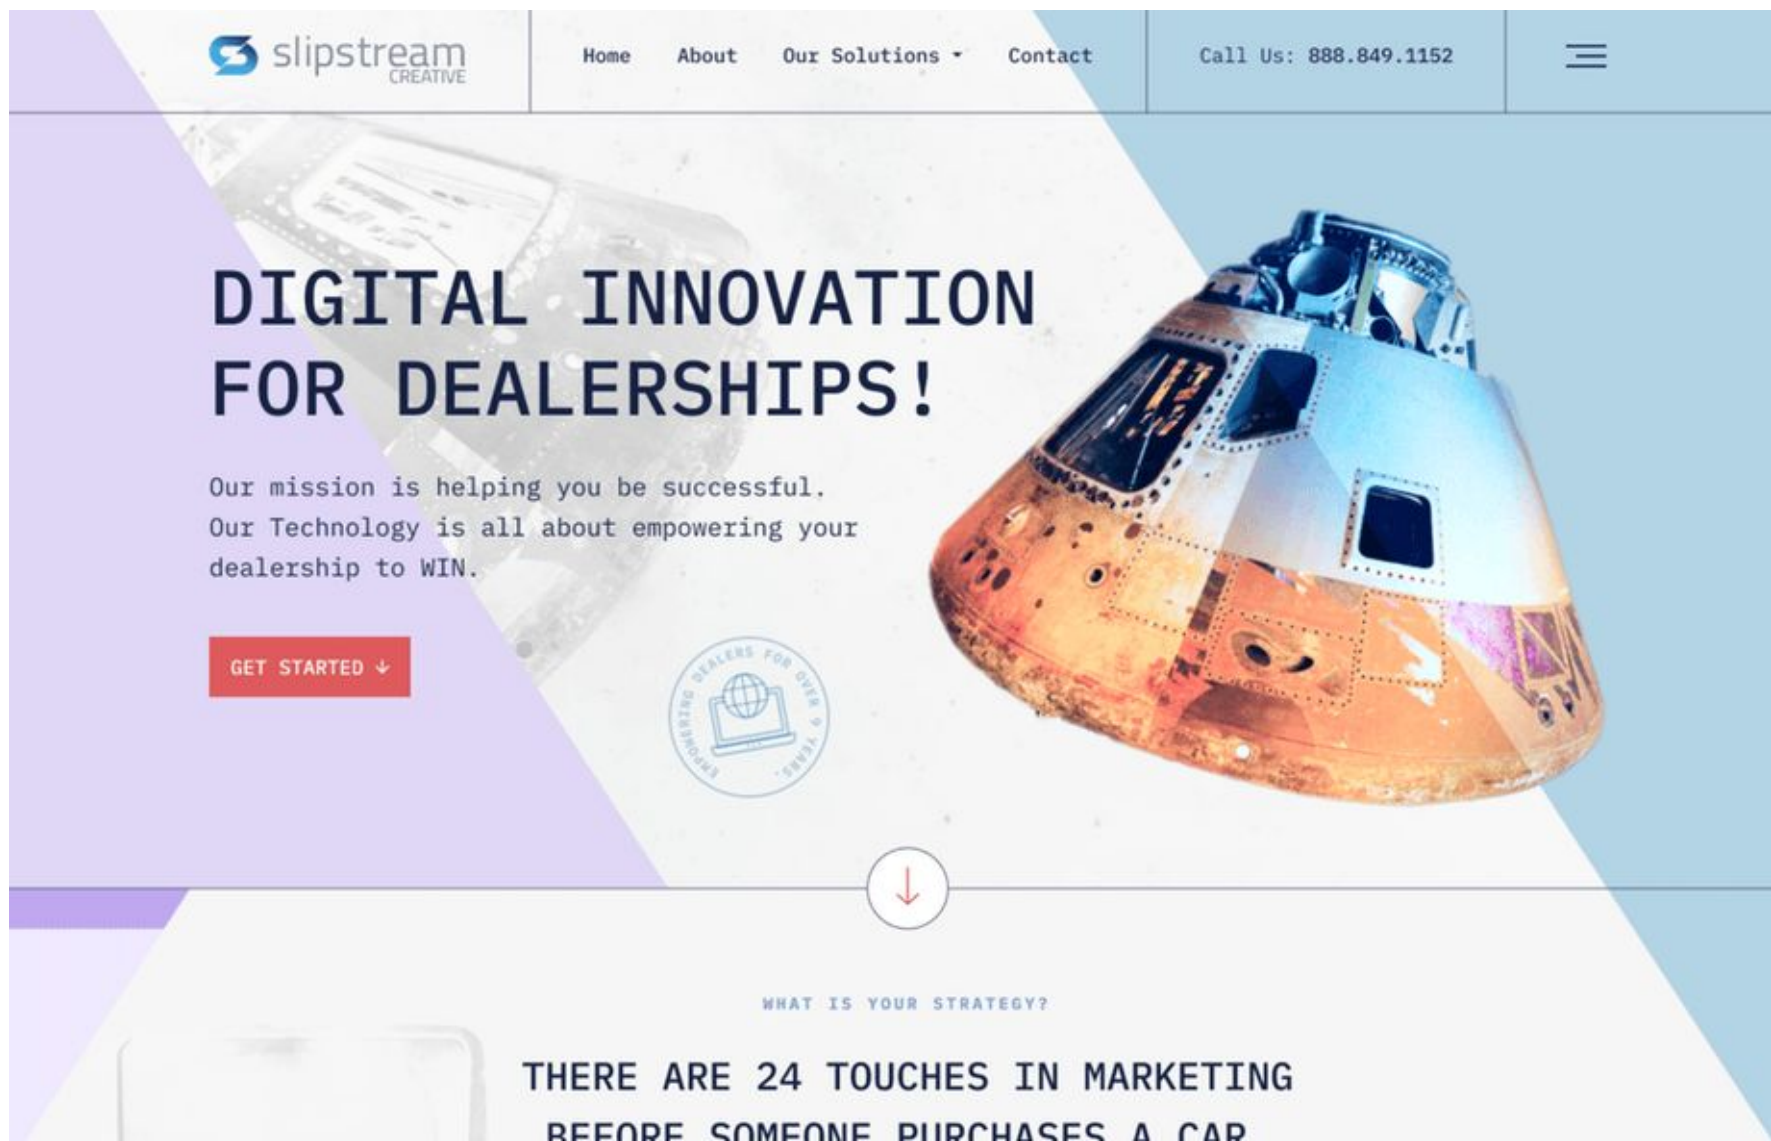 slipstream
CREATIVE
Home
About
Our Solutions
Contact
Call Us: 888.849.1152
DIGITAL INNOVATION
FOR DEALERSHIPS!
Our mission is helping you be successful.
Our Technology is all about empowering your
dealership to WIN.
GET STARTED ↓
EMPOWERING DEALERS FOR OVER 9 YEARS.
WHAT IS YOUR STRATEGY?
THERE ARE 24 TOUCHES IN MARKETING
BEFORE SOMEONE PURCHASES A CAR